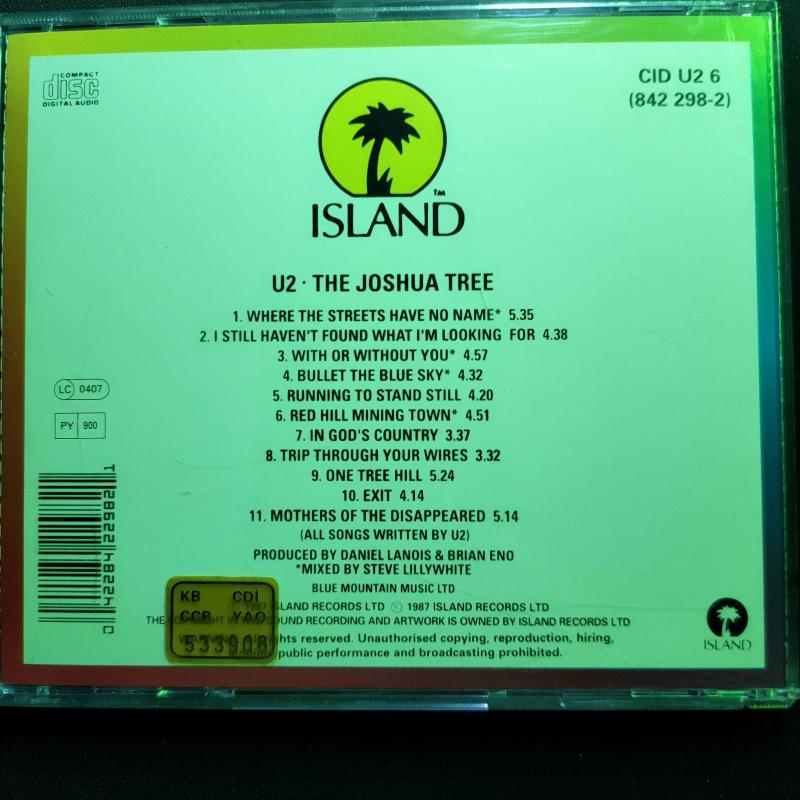 COMPACT
disc
DIGITAL AUDIO
CID U2 6
(842 298-2)
TM
ISLAND
U2 · THE JOSHUA TREE
1. WHERE THE STREETS HAVE NO NAME* 5.35
2. I STILL HAVEN'T FOUND WHAT I'M LOOKING FOR 4.38
3. WITH OR WITHOUT YOU* 4.57
4. BULLET THE BLUE SKY* 4.32
5. RUNNING TO STAND STILL 4.20
6. RED HILL MINING TOWN* 4.51
7. IN GOD'S COUNTRY 3.37
8. TRIP THROUGH YOUR WIRES 3.32
9. ONE TREE HILL 5.24
10. EXIT 4.14
11. MOTHERS OF THE DISAPPEARED 5.14
(ALL SONGS WRITTEN BY U2)
PRODUCED BY DANIEL LANOIS & BRIAN ENO
*MIXED BY STEVE LILLYWHITE
BLUE MOUNTAIN MUSIC LTD
1987 ISLAND RECORDS LTD © 1987 ISLAND RECORDS LTD
THE COPYRIGHT IN THIS SOUND RECORDING AND ARTWORK IS OWNED BY ISLAND RECORDS LTD
rights reserved. Unauthorised copying, reproduction, hiring,
public performance and broadcasting prohibited.
LC 0407
PY 900
KB CDİ
CCB YAO
533908
ISLAND